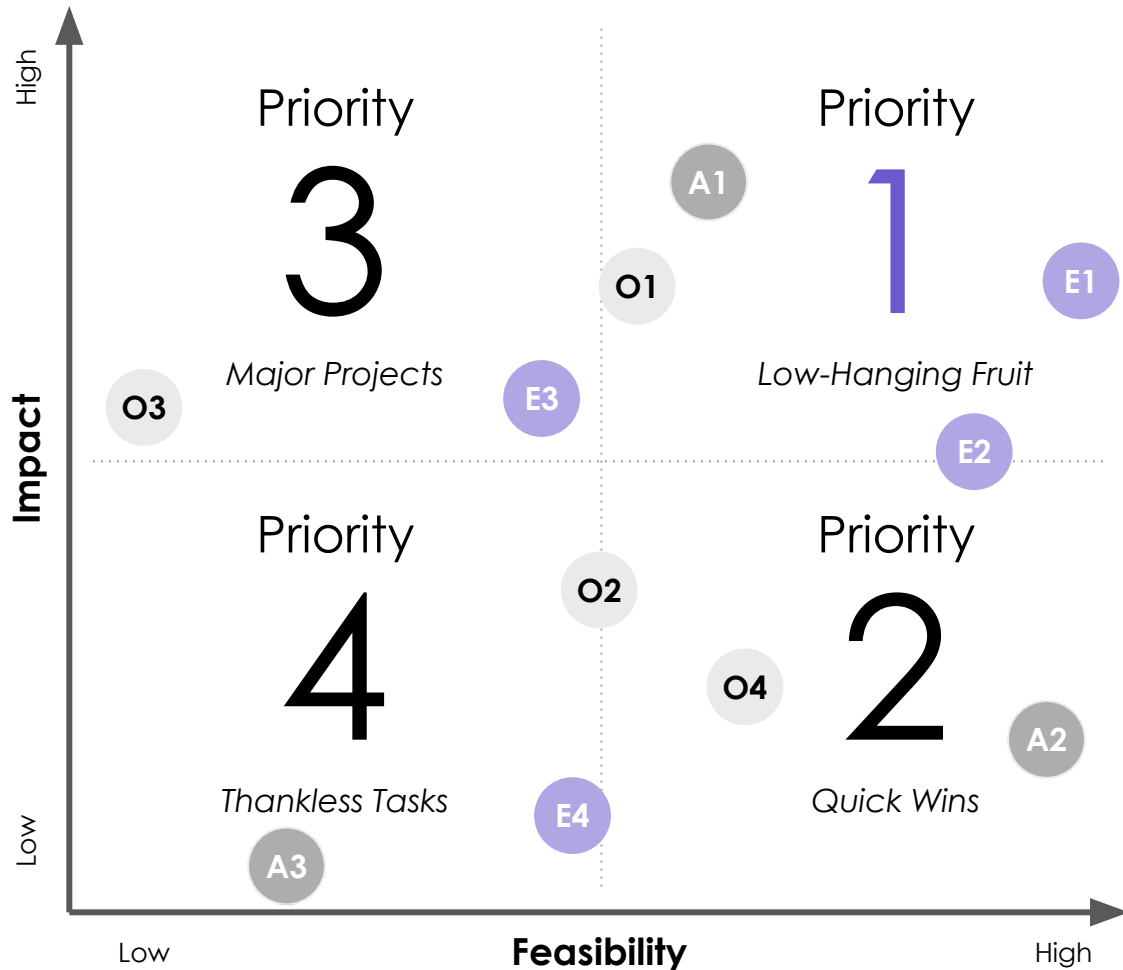 High
Priority
3
Major Projects
Priority
1
Low-Hanging Fruit
A1
O1
E1
O3
E3
E2
Impact
Priority
4
Thankless Tasks
Priority
2
Quick Wins
O2
O4
A2
E4
A3
Low
Low
Feasibility
High